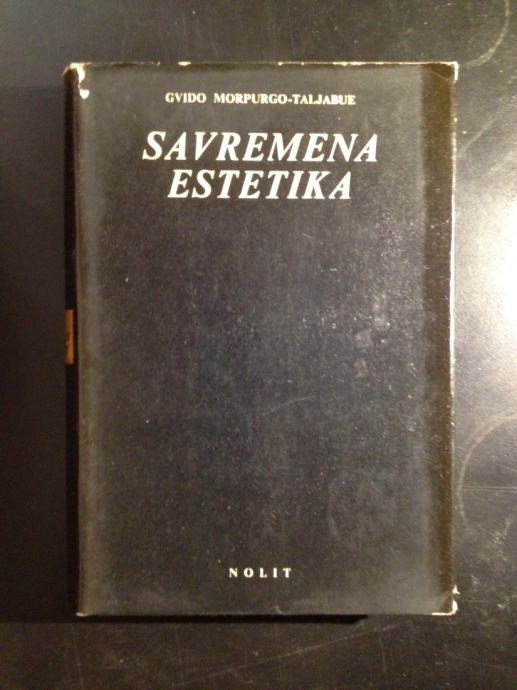 GVIDO MORPURGO-TALJABUE
SAVREMENA
ESTETIKA
NOLIT